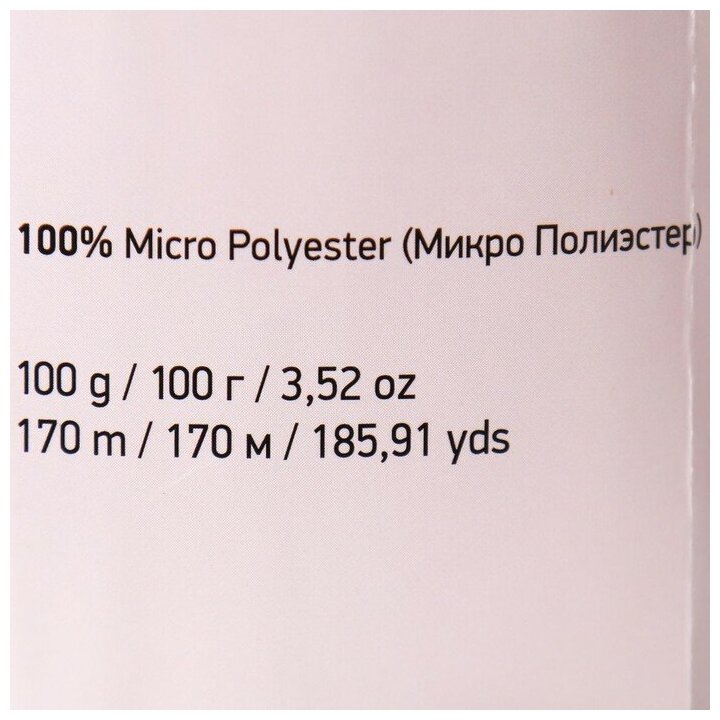 100% Micro Polyester (Микро Полиэстер)
100 g / 100 г / 3,52 oz
170 m / 170 м / 185,91 yds